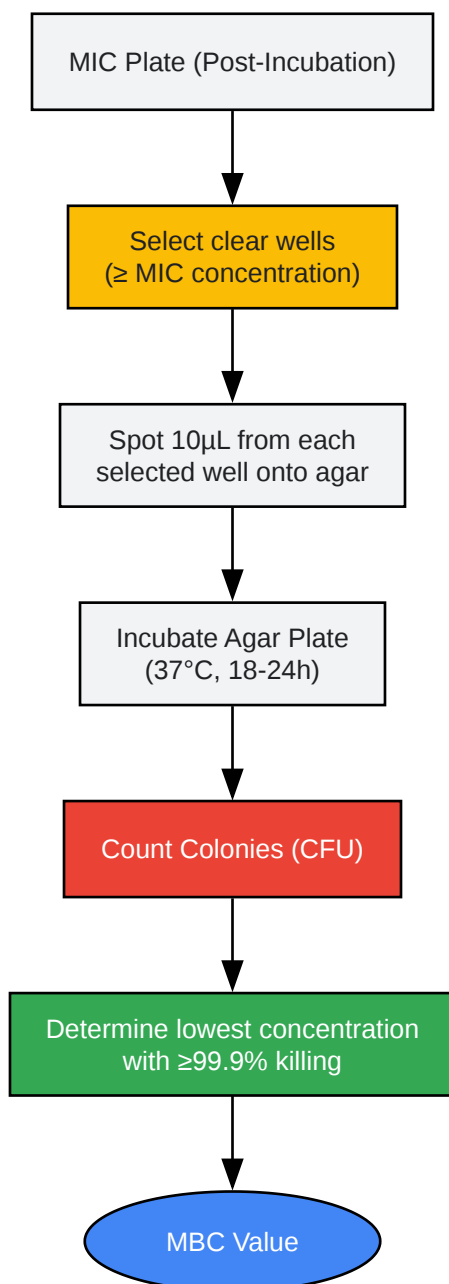 MIC Plate (Post-Incubation)
Select clear wells
(≥ MIC concentration)
Spot 10µL from each
selected well onto agar
Incubate Agar Plate
(37°C, 18-24h)
Count Colonies (CFU)
Determine lowest concentration
with ≥99.9% killing
MBC Value